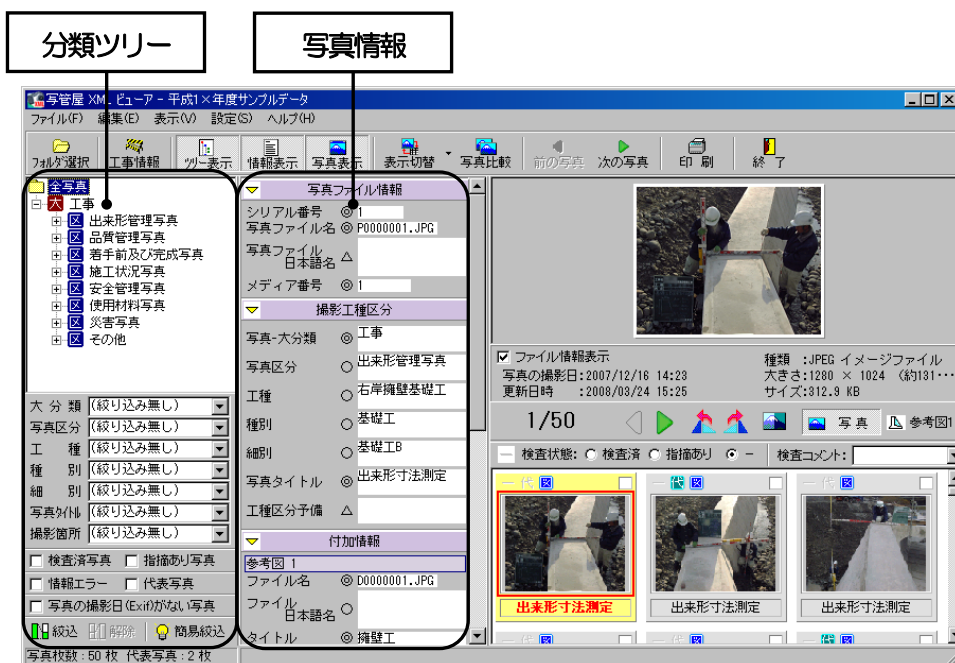 分類ツリー
写真情報
写管屋 XML ビューア - 平成1×年度サンプルデータ
ファイル(F) 編集(E) 表示(V) 設定(S) ヘルプ(H)
フォルダ選択 工事情報 ツリー表示 情報表示 写真表示 表示切替 写真比較 前の写真 次の写真 印刷 終了
全写真
大 工事
区 出来形管理写真
区 品質管理写真
区 着手前及び完成写真
区 施工状況写真
区 安全管理写真
区 使用材料写真
区 災害写真
区 その他
大分類 (絞り込み無し)
写真区分 (絞り込み無し)
工種 (絞り込み無し)
種別 (絞り込み無し)
細別 (絞り込み無し)
写真タイトル (絞り込み無し)
撮影箇所 (絞り込み無し)
検査済写真 指摘あり写真
情報エラー 代表写真
写真の撮影日(Exif)がない写真
絞込 解除 簡易絞込
写真枚数:50 枚 代表写真:2 枚
写真ファイル情報
シリアル番号 ◎ 1
写真ファイル名 ◎ P0000001.JPG
写真ファイル
日本語名 △
メディア番号 ◎ 1
撮影工種区分
写真-大分類 ◎ 工事
写真区分 ○ 出来形管理写真
工種 ○ 右岸擁壁基礎工
種別 ○ 基礎工
細別 ○ 基礎工B
写真タイトル ◎ 出来形寸法測定
工種区分予備 △
付加情報
参考図 1
ファイル名 ◎ D0000001.JPG
ファイル
日本語名 ○
タイトル ◎ 擁壁工
ファイル情報表示
写真の撮影日:2007/12/16 14:23
更新日時 :2008/03/24 15:25
種類 :JPEG イメージファイル
大きさ:1280 × 1024 (約131･･･
サイズ:312.9 KB
1/50 写真 参考図1
検査状態: 検査済 指摘あり - 検査コメント:
一 代 区
一 代 区
一 代 区
出来形寸法測定 出来形寸法測定 出来形寸法測定
一 代 区
一 代 区
一 代 区